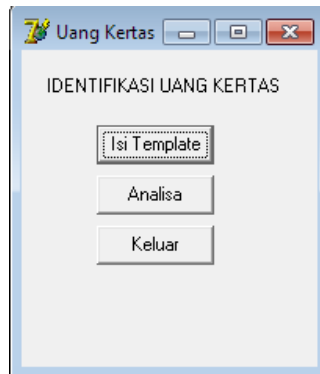 Uang Kertas
IDENTIFIKASI UANG KERTAS
Isi Template
Analisa
Keluar